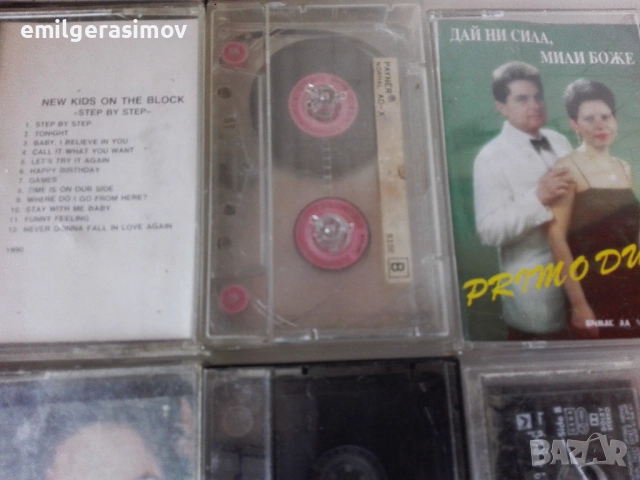 emilgerasimov
NEW KIDS ON THE BLOCK
-STEP BY STEP-
1 STEP BY STEP
2 TONIGHT
3 BABY, I BELIEVE IN YOU
4 CALL IT WHAT YOU WANT
5 LET'S TRY IT AGAIN
6 HAPPY BIRTHDAY
7 GAMES
8 TIME IS ON OUR SIDE
9 WHERE DO I GO FROM HERE?
10 STAY WITH ME BABY
11 FUNNY FEELING
12 NEVER GONNA FALL IN LOVE AGAIN
1990
PAYNER
NORMAL
B
ДАЙ НИ СИЛА,
МИЛИ БОЖЕ
PRIMO DU
Side B
BAZAR